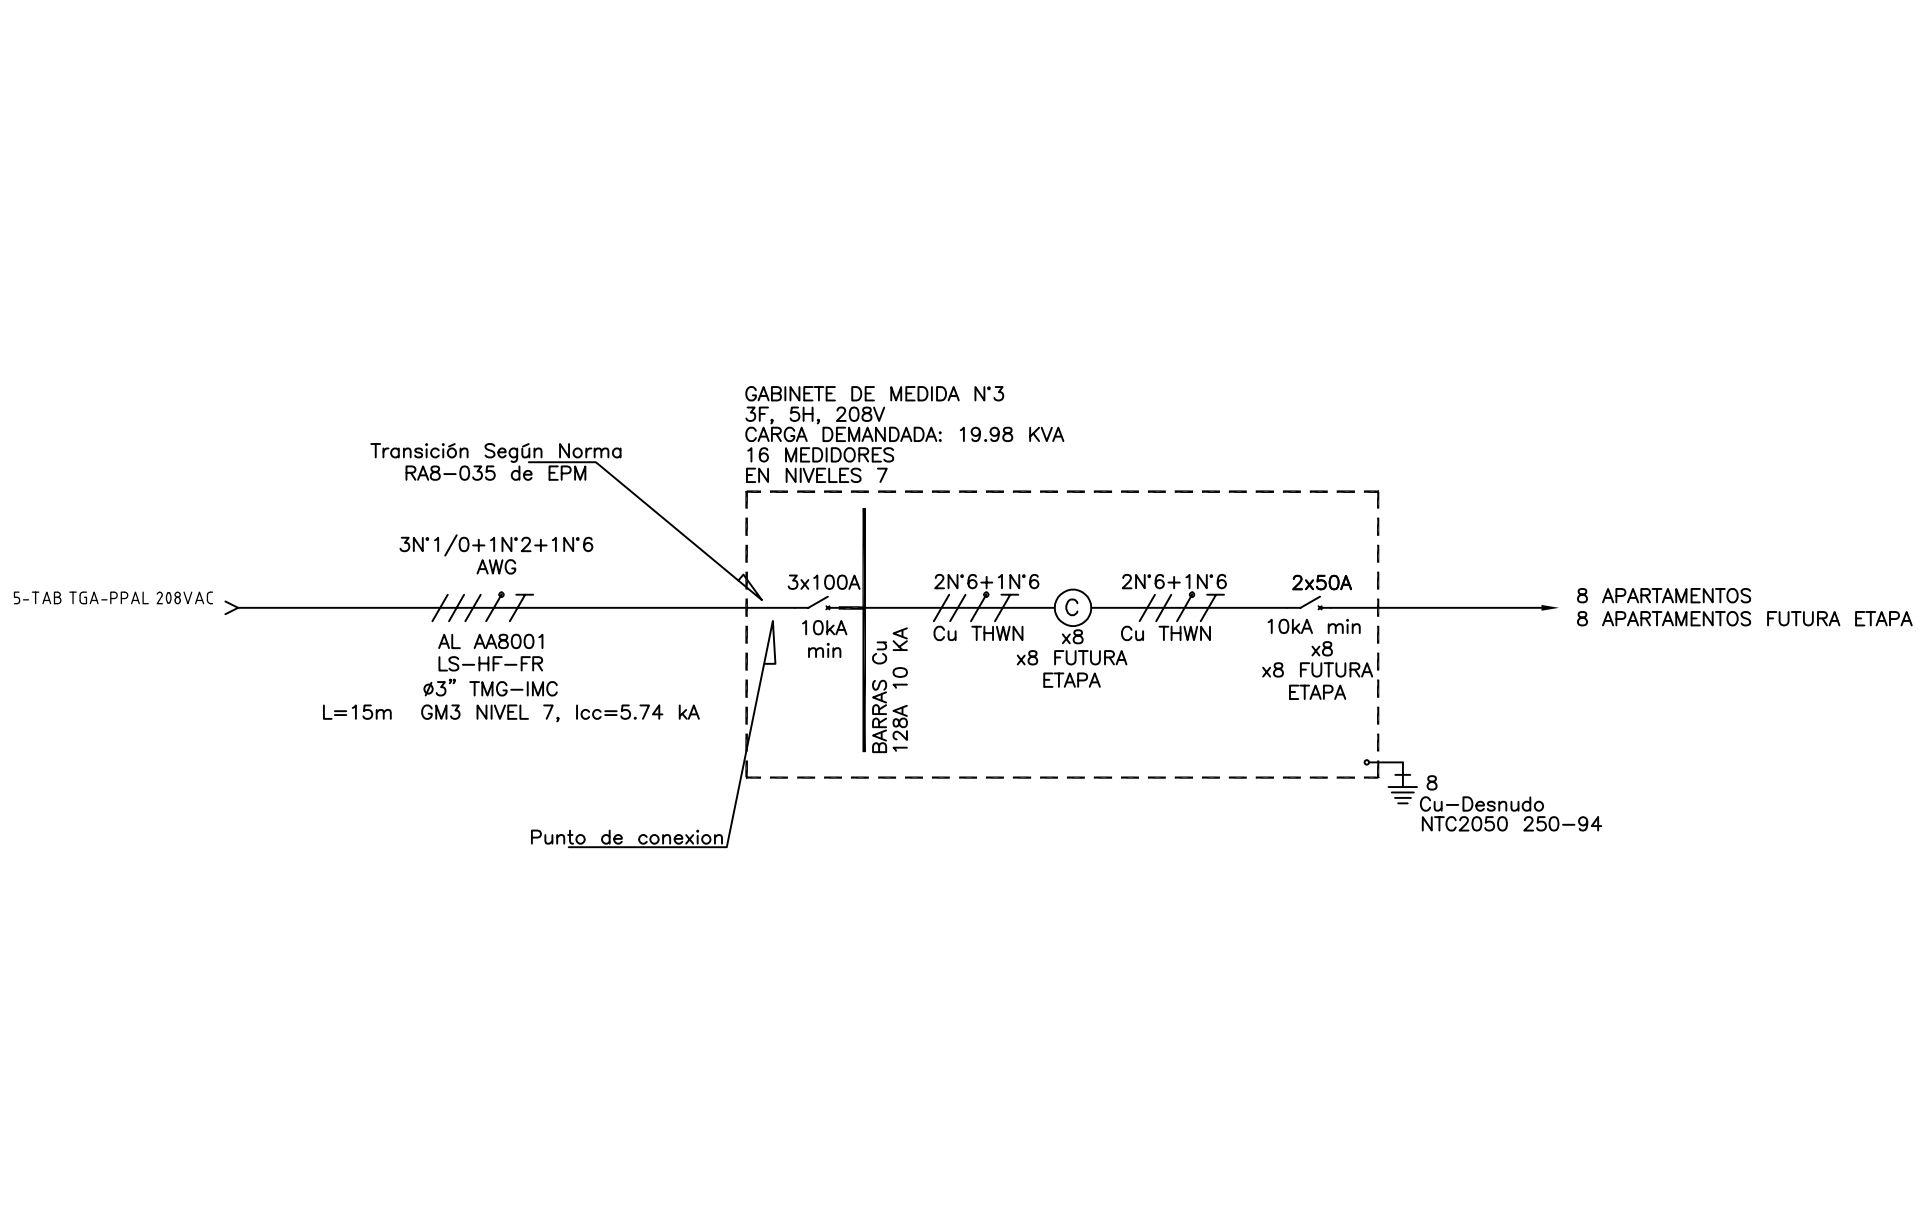 GABINETE DE MEDIDA N°3
3F, 5H, 208V
CARGA DEMANDADA: 19.98 KVA
16 MEDIDORES
EN NIVELES 7
Transición Según Norma
RA8-035 de EPM
3N°1/0+1N°2+1N°6
AWG
5-TAB TGA-PPAL 208VAC
AL AA8001
LS-HF-FR
ø3" TMG-IMC
L=15m GM3 NIVEL 7, Icc=5.74 kA
3x100A
10kA
min
BARRAS Cu
128A 10 KA
2N°6+1N°6
Cu THWN
C
x8
x8 FUTURA
ETAPA
2N°6+1N°6
Cu THWN
2x50A
10kA min
x8
x8 FUTURA
ETAPA
8 APARTAMENTOS
8 APARTAMENTOS FUTURA ETAPA
8
Cu-Desnudo
NTC2050 250-94
Punto de conexion